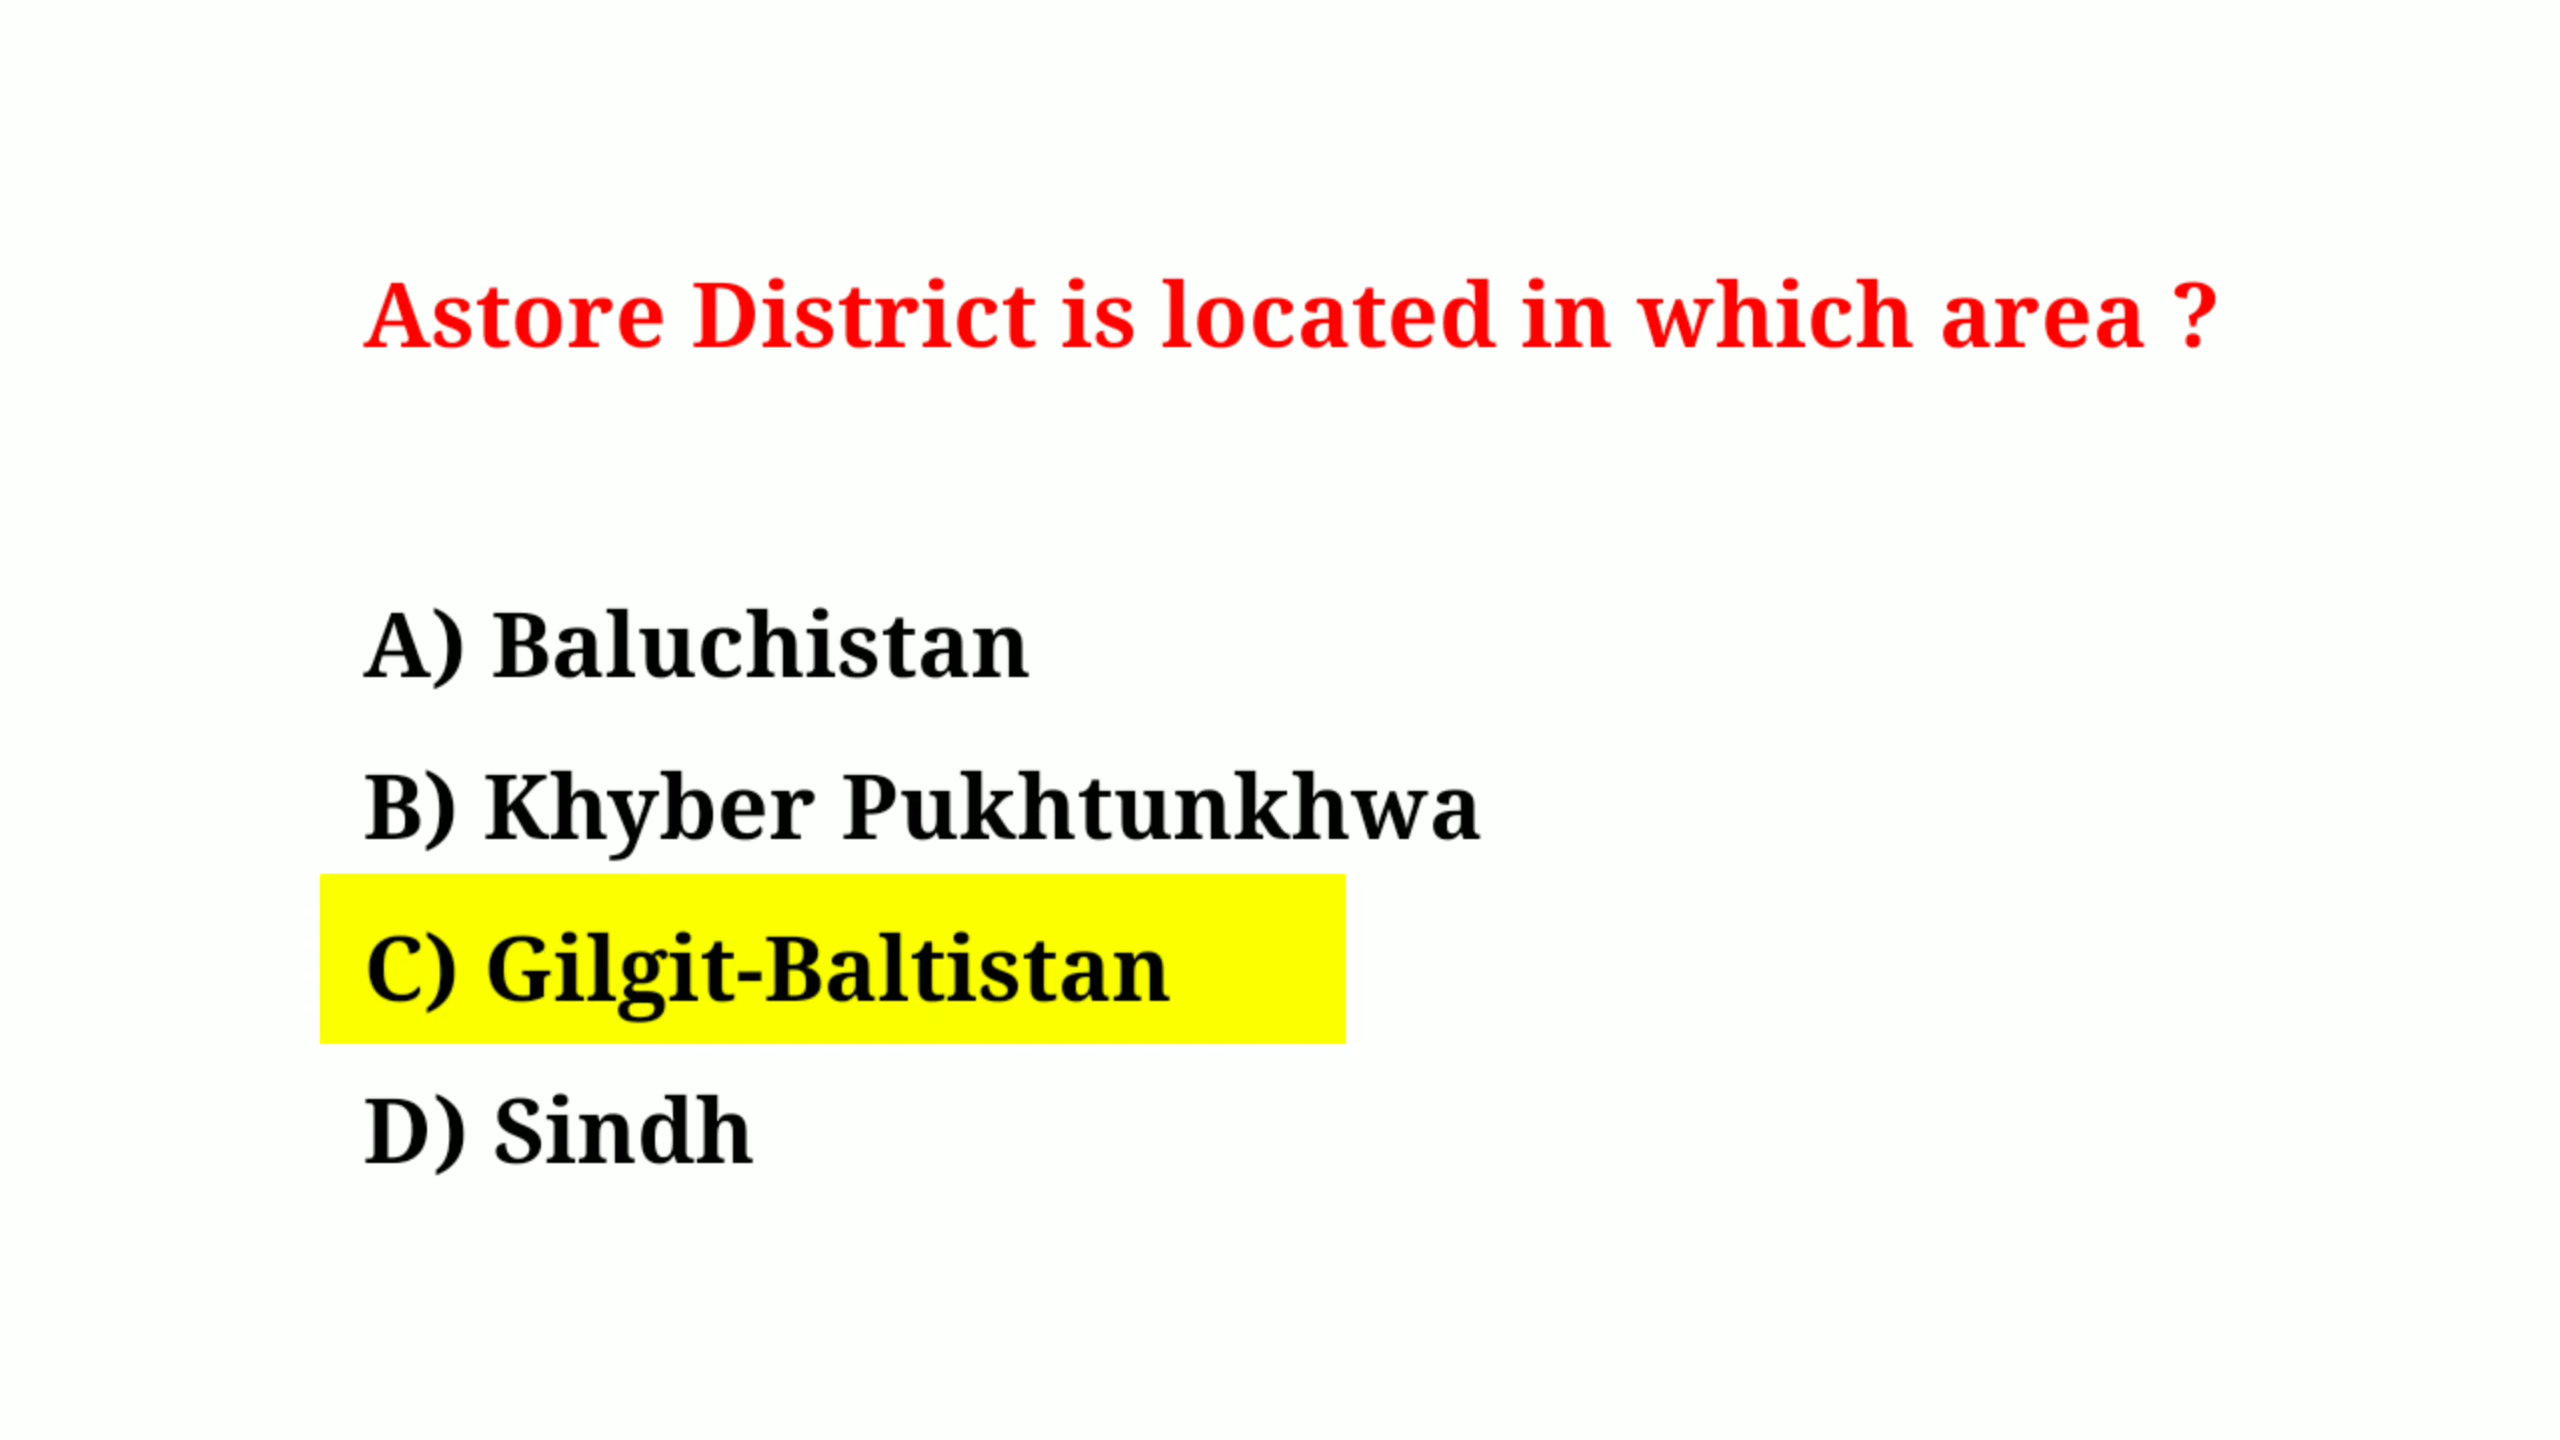 Astore District is located in which area ?
A) Baluchistan
B) Khyber Pukhtunkhwa
C) Gilgit-Baltistan
D) Sindh